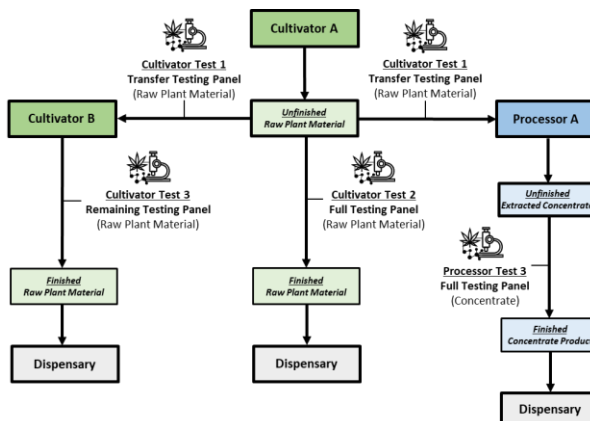 Cultivator A
Cultivator Test 1
Transfer Testing Panel
(Raw Plant Material)
Cultivator Test 1
Transfer Testing Panel
(Raw Plant Material)
Cultivator B
Unfinished
Raw Plant Material
Processor A
Cultivator Test 3
Remaining Testing Panel
(Raw Plant Material)
Cultivator Test 2
Full Testing Panel
(Raw Plant Material)
Unfinished
Extracted Concentrate
Processor Test 3
Full Testing Panel
(Concentrate)
Finished
Raw Plant Material
Finished
Raw Plant Material
Finished
Concentrate Product
Dispensary
Dispensary
Dispensary